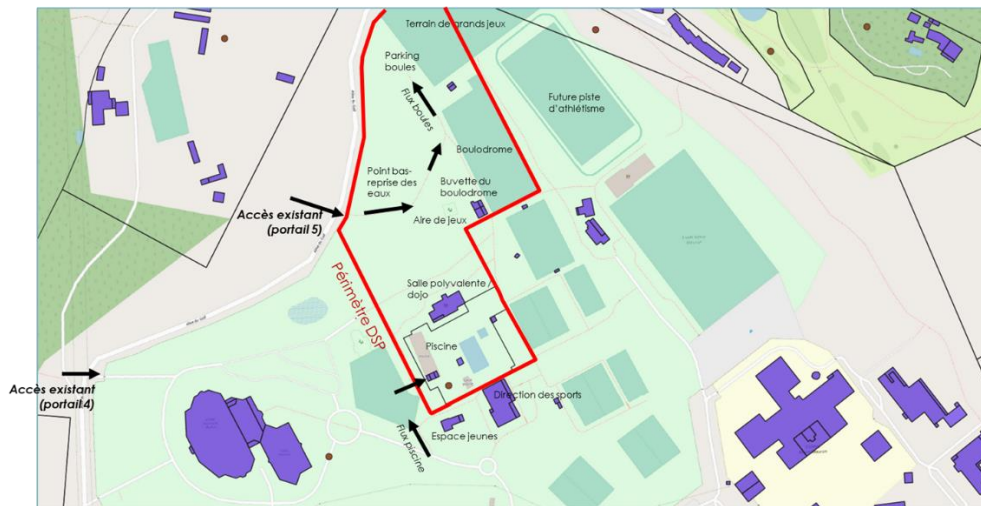 Terrain de grands jeux
Parking
boules
Flux boules
Future piste
d'athlétisme
Boulodrome
Point bas-
reprise des
eaux
Buvette du
boulodrome
Accès existant
(portail 5)
Aire de jeux
Périmètre DSP
Salle polyvalente /
dojo
Piscine
Accès existant
(portail 4)
Direction des sports
Espace jeunes
Flux piscine